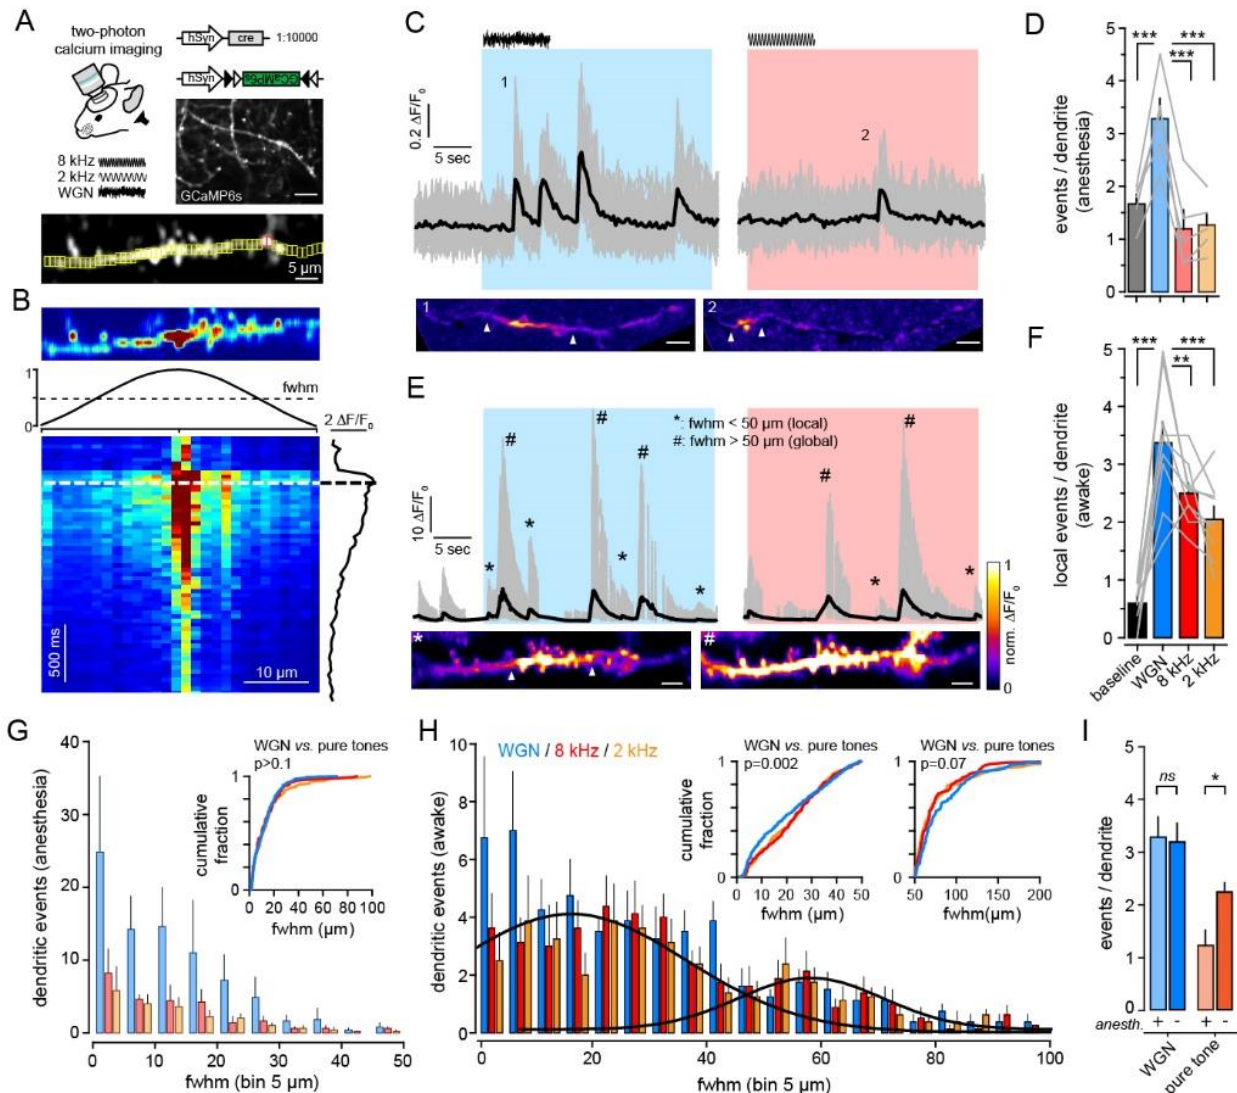 A
two-photon
calcium imaging
hSyn cre 1:10000
hSyn GCaMP6s
8 kHz
2 kHz
WGN
GCaMP6s
5 µm
B
1
0
fwhm
2 ΔF/F0
500 ms
10 µm
C
0.2 ΔF/F0
5 sec
1
2
1
2
D
events / dendrite
(anesthesia)
5
4
3
2
1
0
***
***
***
E
*: fwhm < 50 µm (local)
#: fwhm > 50 µm (global)
10 ΔF/F0
5 sec
# # # # #
* * * * *
*
#
1
norm. ΔF/F0
0
F
local events / dendrite
(awake)
5
4
3
2
1
0
***
***
**
baseline
WGN
8 kHz
2 kHz
G
dendritic events (anesthesia)
40
30
20
10
0
0 10 20 30 40 50
fwhm (bin 5 µm)
WGN vs. pure tones
p>0.1
cumulative
fraction
1
0
0 20 40 60 80 100
fwhm (µm)
H
WGN / 8 kHz / 2 kHz
dendritic events (awake)
10
8
6
4
2
0
0 20 40 60 80 100
fwhm (bin 5 µm)
WGN vs. pure tones
p=0.002
cumulative
fraction
1
0
0 10 20 30 40 50
fwhm (µm)
WGN vs. pure tones
p=0.07
1
0
50 100 150 200
fwhm(µm)
I
events / dendrite
5
4
3
2
1
0
ns
*
anesth. + - + -
WGN
pure tone